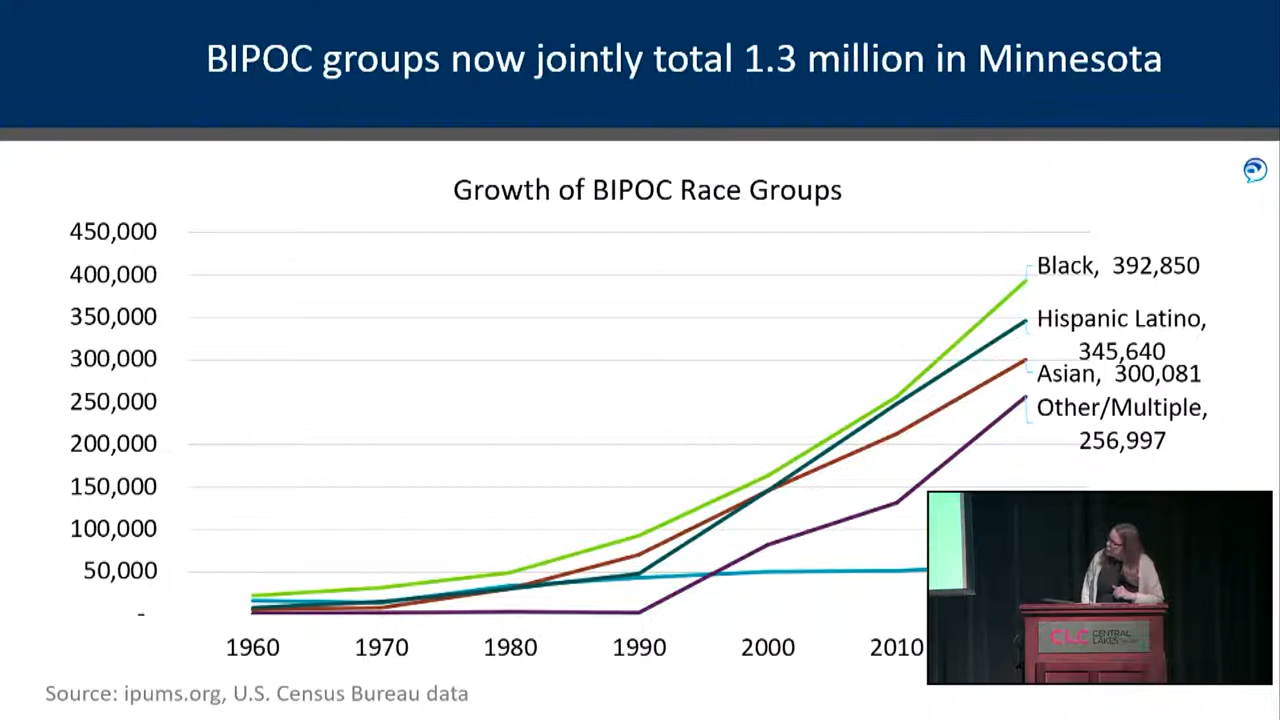 BIPOC groups now jointly total 1.3 million in Minnesota
Growth of BIPOC Race Groups
450,000
400,000
350,000
300,000
250,000
200,000
150,000
100,000
50,000
-
Black, 392,850
Hispanic Latino,
345,640
Asian, 300,081
Other/Multiple,
256,997
1960 1970 1980 1990 2000 2010
CLC CENTRAL
LAKES
Source: ipums.org, U.S. Census Bureau data